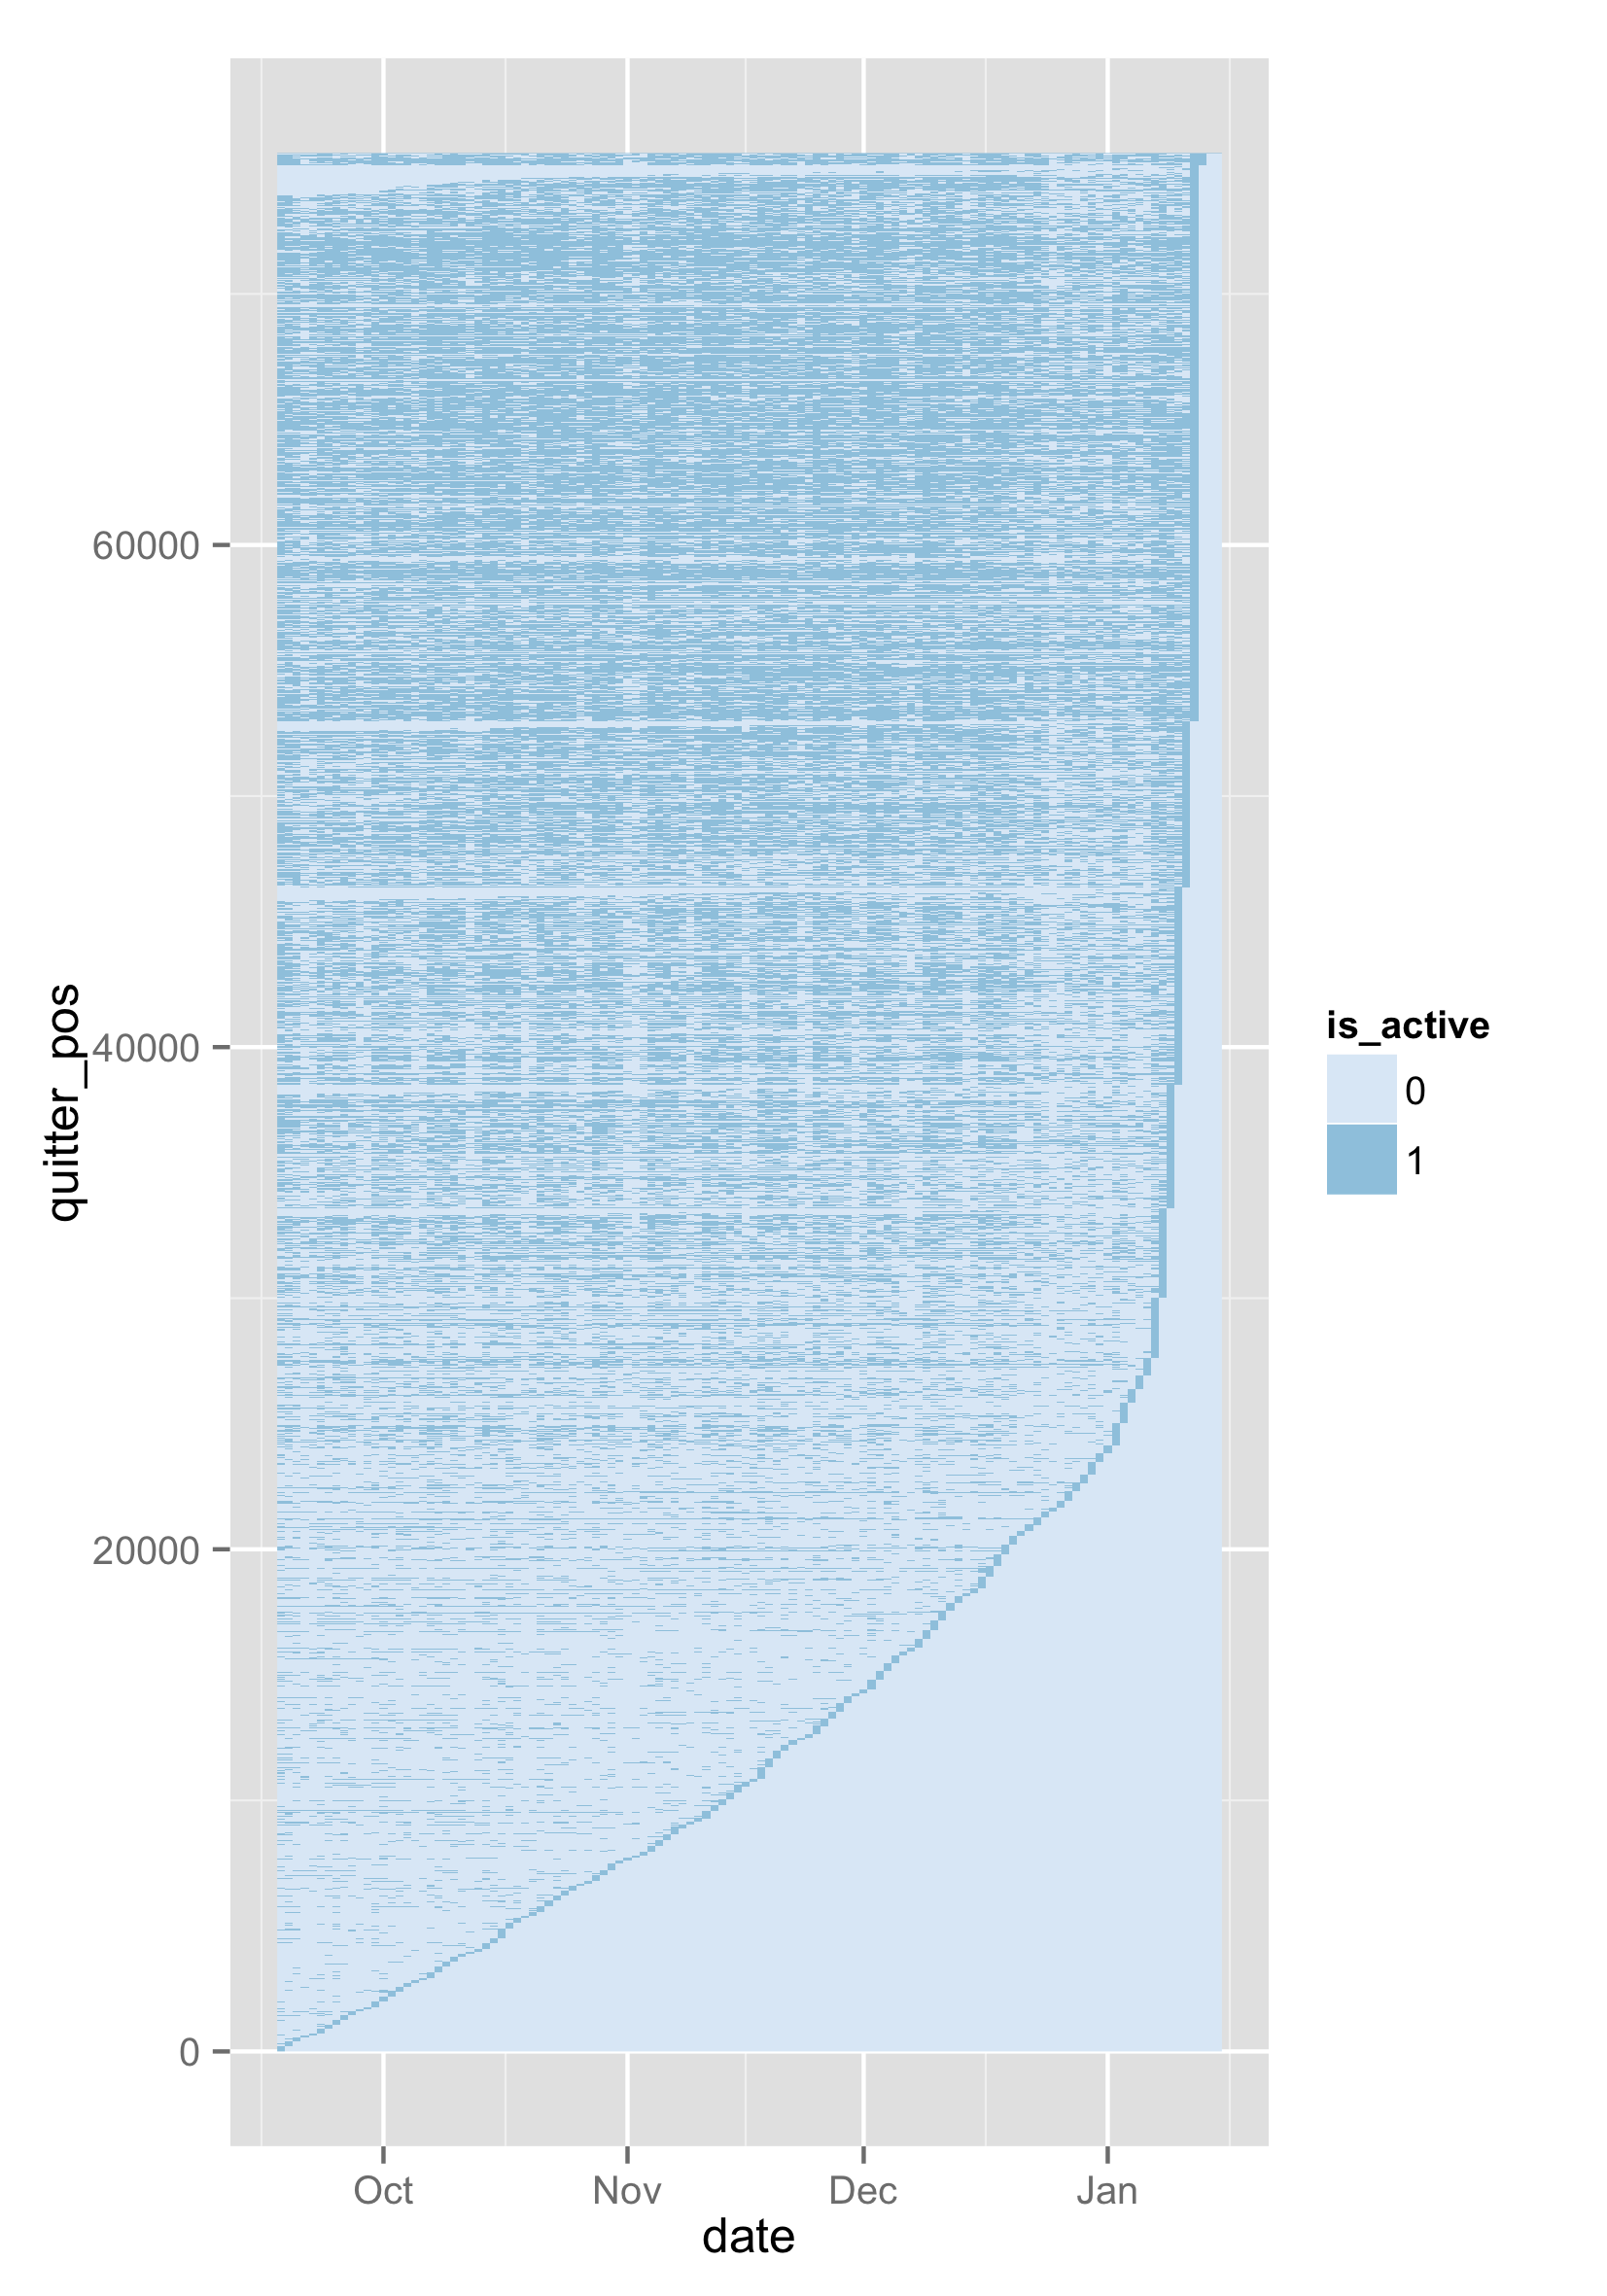 60000
40000
20000
0
quitter_pos
Oct
Nov
Dec
Jan
date
is_active
0
1